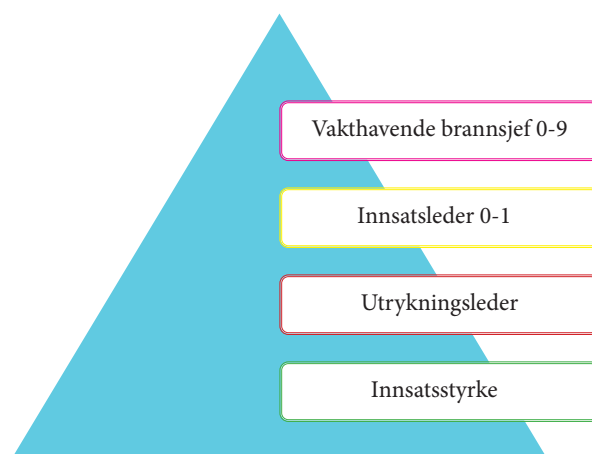 Vakthavende brannsjef 0-9
Innsatsleder 0-1
Utrykningsleder
Innsatsstyrke